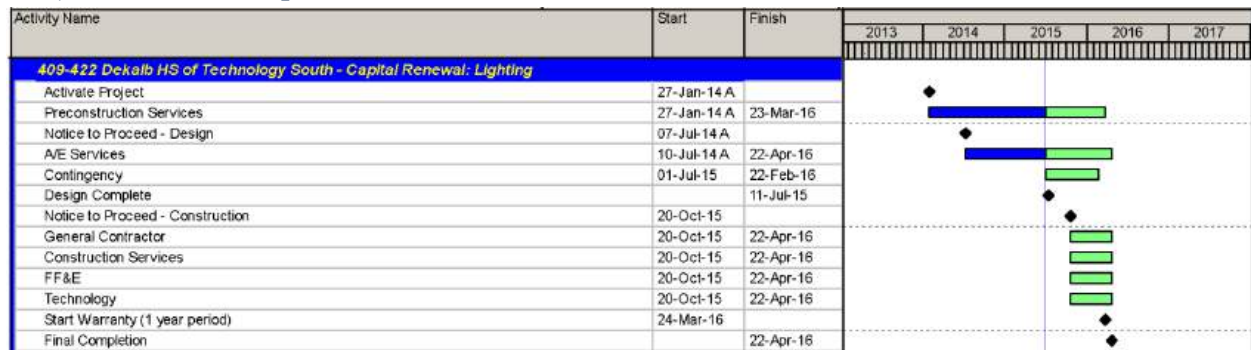 Activity Name Start Finish
2013 2014 2015 2016 2017
409-422 Dekalb HS of Technology South - Capital Renewal: Lighting
Activate Project 27-Jan-14 A
Preconstruction Services 27-Jan-14 A 23-Mar-16
Notice to Proceed - Design 07-Jul-14 A
A/E Services 10-Jul-14 A 22-Apr-16
Contingency 01-Jul-15 22-Feb-16
Design Complete 11-Jul-15
Notice to Proceed - Construction 20-Oct-15
General Contractor 20-Oct-15 22-Apr-16
Construction Services 20-Oct-15 22-Apr-16
FF&E 20-Oct-15 22-Apr-16
Technology 20-Oct-15 22-Apr-16
Start Warranty (1 year period) 24-Mar-16
Final Completion 22-Apr-16